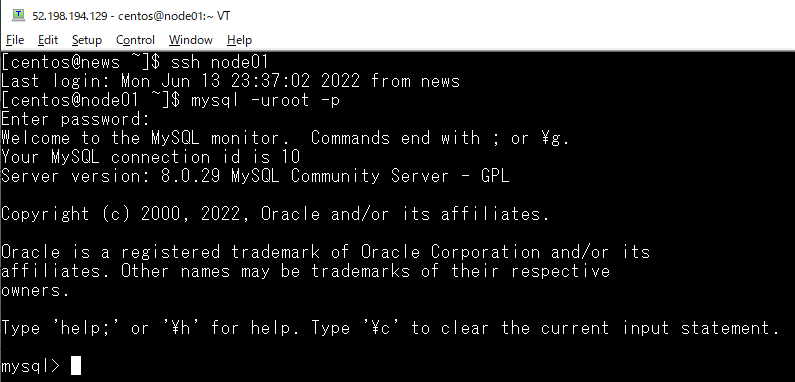 52.198.194.129 - centos@node01:~ VT
File Edit Setup Control Window Help
[centos@news ~]$ ssh node01
Last login: Mon Jun 13 23:37:02 2022 from news
[centos@node01 ~]$ mysql -uroot -p
Enter password:
Welcome to the MySQL monitor.  Commands end with ; or ¥g.
Your MySQL connection id is 10
Server version: 8.0.29 MySQL Community Server - GPL
Copyright (c) 2000, 2022, Oracle and/or its affiliates.
Oracle is a registered trademark of Oracle Corporation and/or its
affiliates. Other names may be trademarks of their respective
owners.
Type 'help;' or '¥h' for help. Type '¥c' to clear the current input statement.
mysql>